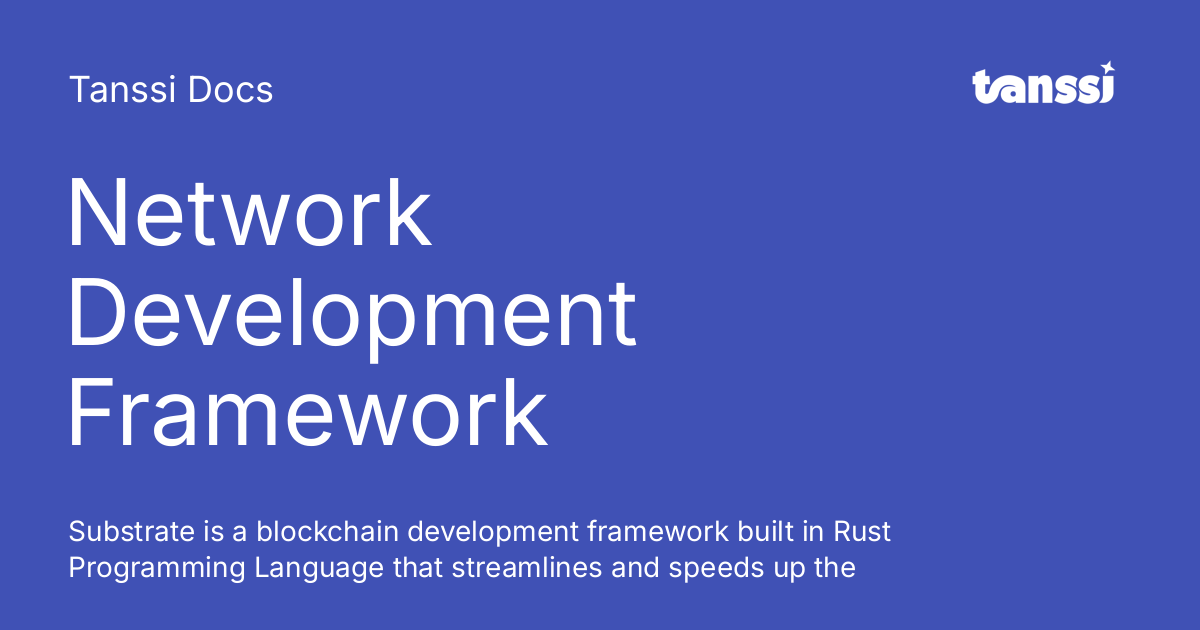 Tanssi Docs
tanssi
Network
Development
Framework
Substrate is a blockchain development framework built in Rust
Programming Language that streamlines and speeds up the